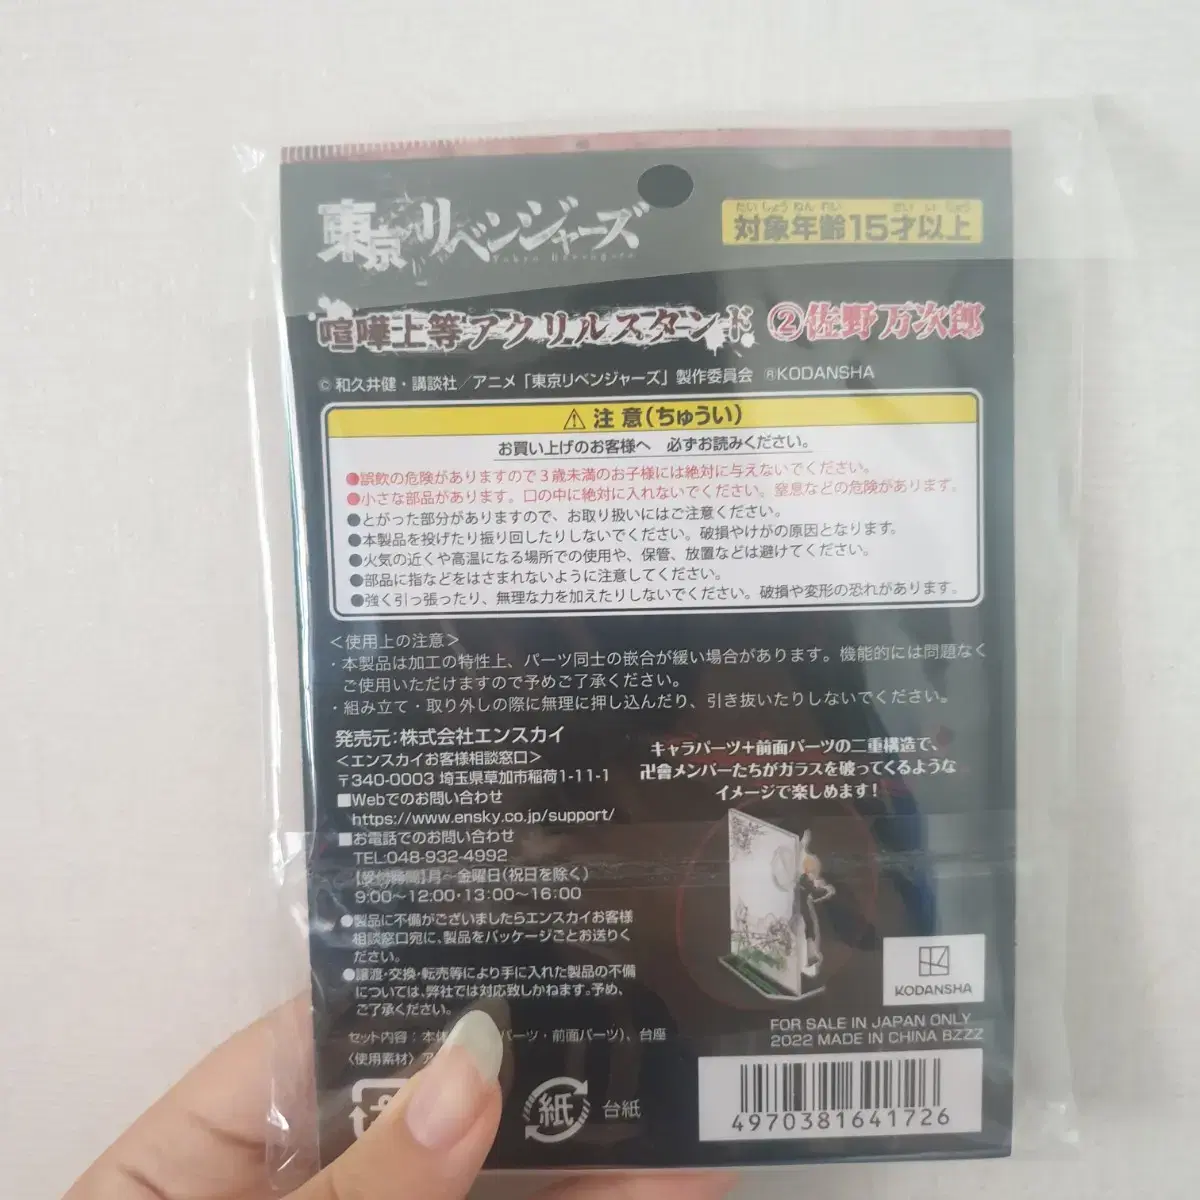 東京リベンジャーズ
Tokyo Revengers
たいしょうねんれい さいいじょう
対象年齢15才以上
喧嘩上等アクリルスタンド ②佐野万次郎
© 和久井健・講談社／アニメ「東京リベンジャーズ」製作委員会 ®KODANSHA
⚠ 注意(ちゅうい)
お買い上げのお客様へ 必ずお読みください。
●誤飲の危険がありますので３歳未満のお子様には絶対に与えないでください。
●小さな部品があります。口の中に絶対に入れないでください。窒息などの危険があります。
●とがった部分がありますので、お取り扱いにはご注意ください。
●本製品を投げたり振り回したりしないでください。破損やけがの原因となります。
●火気の近くや高温になる場所での使用や、保管、放置などは避けてください。
●部品に指などをはさまれないように注意してください。
●強く引っ張ったり、無理な力を加えたりしないでください。破損や変形の恐れがあります。
＜使用上の注意＞
・本製品は加工の特性上、パーツ同士の嵌合が緩い場合があります。機能的には問題なく
ご使用いただけますので予めご了承ください。
・組み立て・取り外しの際に無理に押し込んだり、引き抜いたりしないでください。
発売元：株式会社エンスカイ
＜エンスカイお客様相談窓口＞
〒340-0003 埼玉県草加市稲荷1-11-1
■Webでのお問い合わせ
https://www.ensky.co.jp/support/
■お電話でのお問い合わせ
TEL:048-932-4992
【受付時間】月〜金曜日(祝日を除く)
9:00〜12:00・13:00〜16:00
●製品に不備がございましたらエンスカイお客様
相談窓口宛に、製品をパッケージごとお送りく
ださい。
●譲渡・交換・転売等により手に入れた製品の不備
については、弊社では対応致しかねます。予め、
ご了承ください。
セット内容：本体 パーツ・前面パーツ)、台座
〈使用素材〉ア
キャラパーツ+前面パーツの二重構造で、
卍會メンバーたちがガラスを破ってくるような
イメージで楽しめます！
KODANSHA
FOR SALE IN JAPAN ONLY
2022 MADE IN CHINA BZZZ
紙 台紙
4970381641726